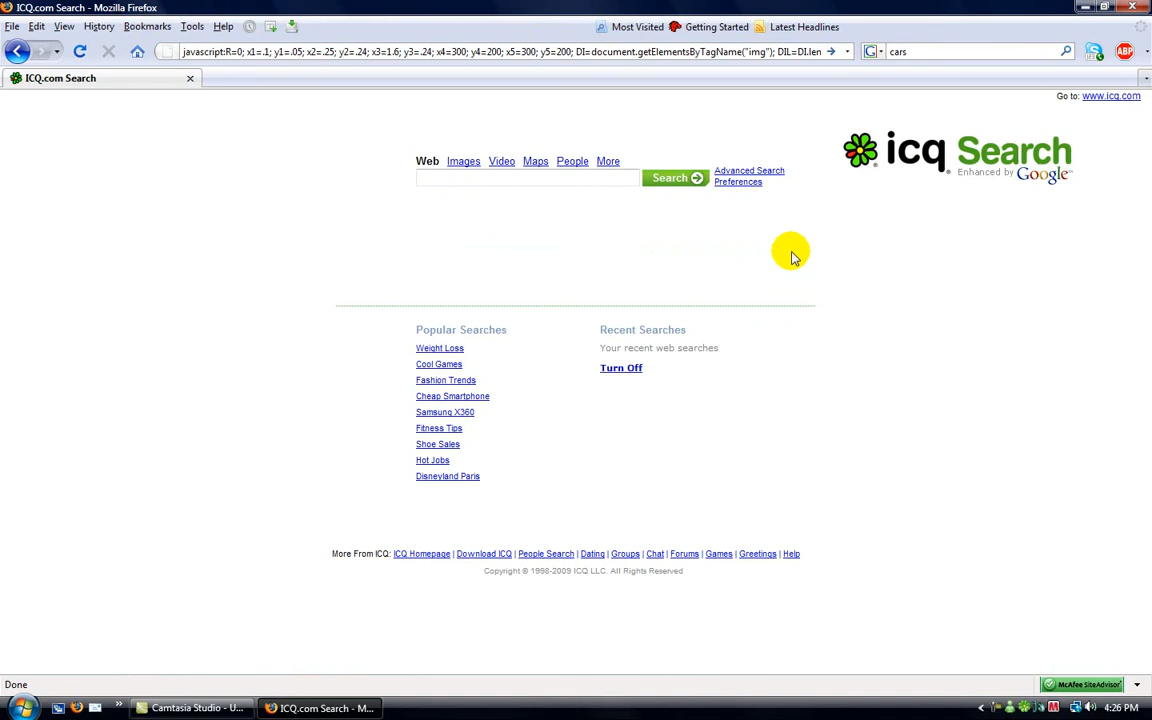 ICQ.com Search - Mozilla Firefox
File Edit View History Bookmarks Tools Help
Most Visited Getting Started Latest Headlines
javascript:R=0; x1=.1; y1=.05; x2=.25; y2=.24; x3=1.6; y3=.24; x4=300; y4=200; x5=300; y5=200; DI=document.getElementsByTagName("img"); DIL=DI.len
cars
ABP
ICQ.com Search
Go to: www.icq.com
Web Images Video Maps People More
Search
Advanced Search
Preferences
icq Search
Enhanced by Google
Popular Searches
Weight Loss
Cool Games
Fashion Trends
Cheap Smartphone
Samsung X360
Fitness Tips
Shoe Sales
Hot Jobs
Disneyland Paris
Recent Searches
Your recent web searches
Turn Off
More From ICQ: ICQ Homepage | Download ICQ | People Search | Dating | Groups | Chat | Forums | Games | Greetings | Help
Copyright © 1998-2009 ICQ LLC. All Rights Reserved
Done
McAfee SiteAdvisor
Camtasia Studio - U...
ICQ.com Search - M...
4:26 PM